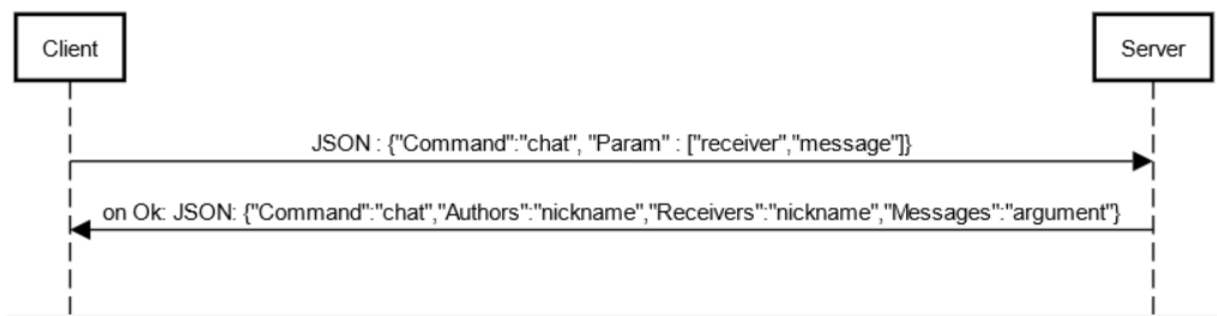 Client
Server
JSON : {"Command":"chat", "Param" : ["receiver","message"]}
on Ok: JSON: {"Command":"chat","Authors":"nickname","Receivers":"nickname","Messages":"argument"}